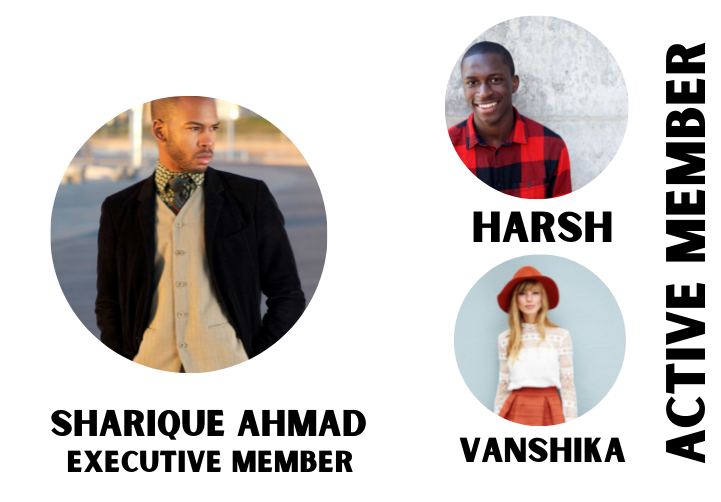 SHARIQUE AHMAD
EXECUTIVE MEMBER
HARSH
VANSHIKA
ACTIVE MEMBER